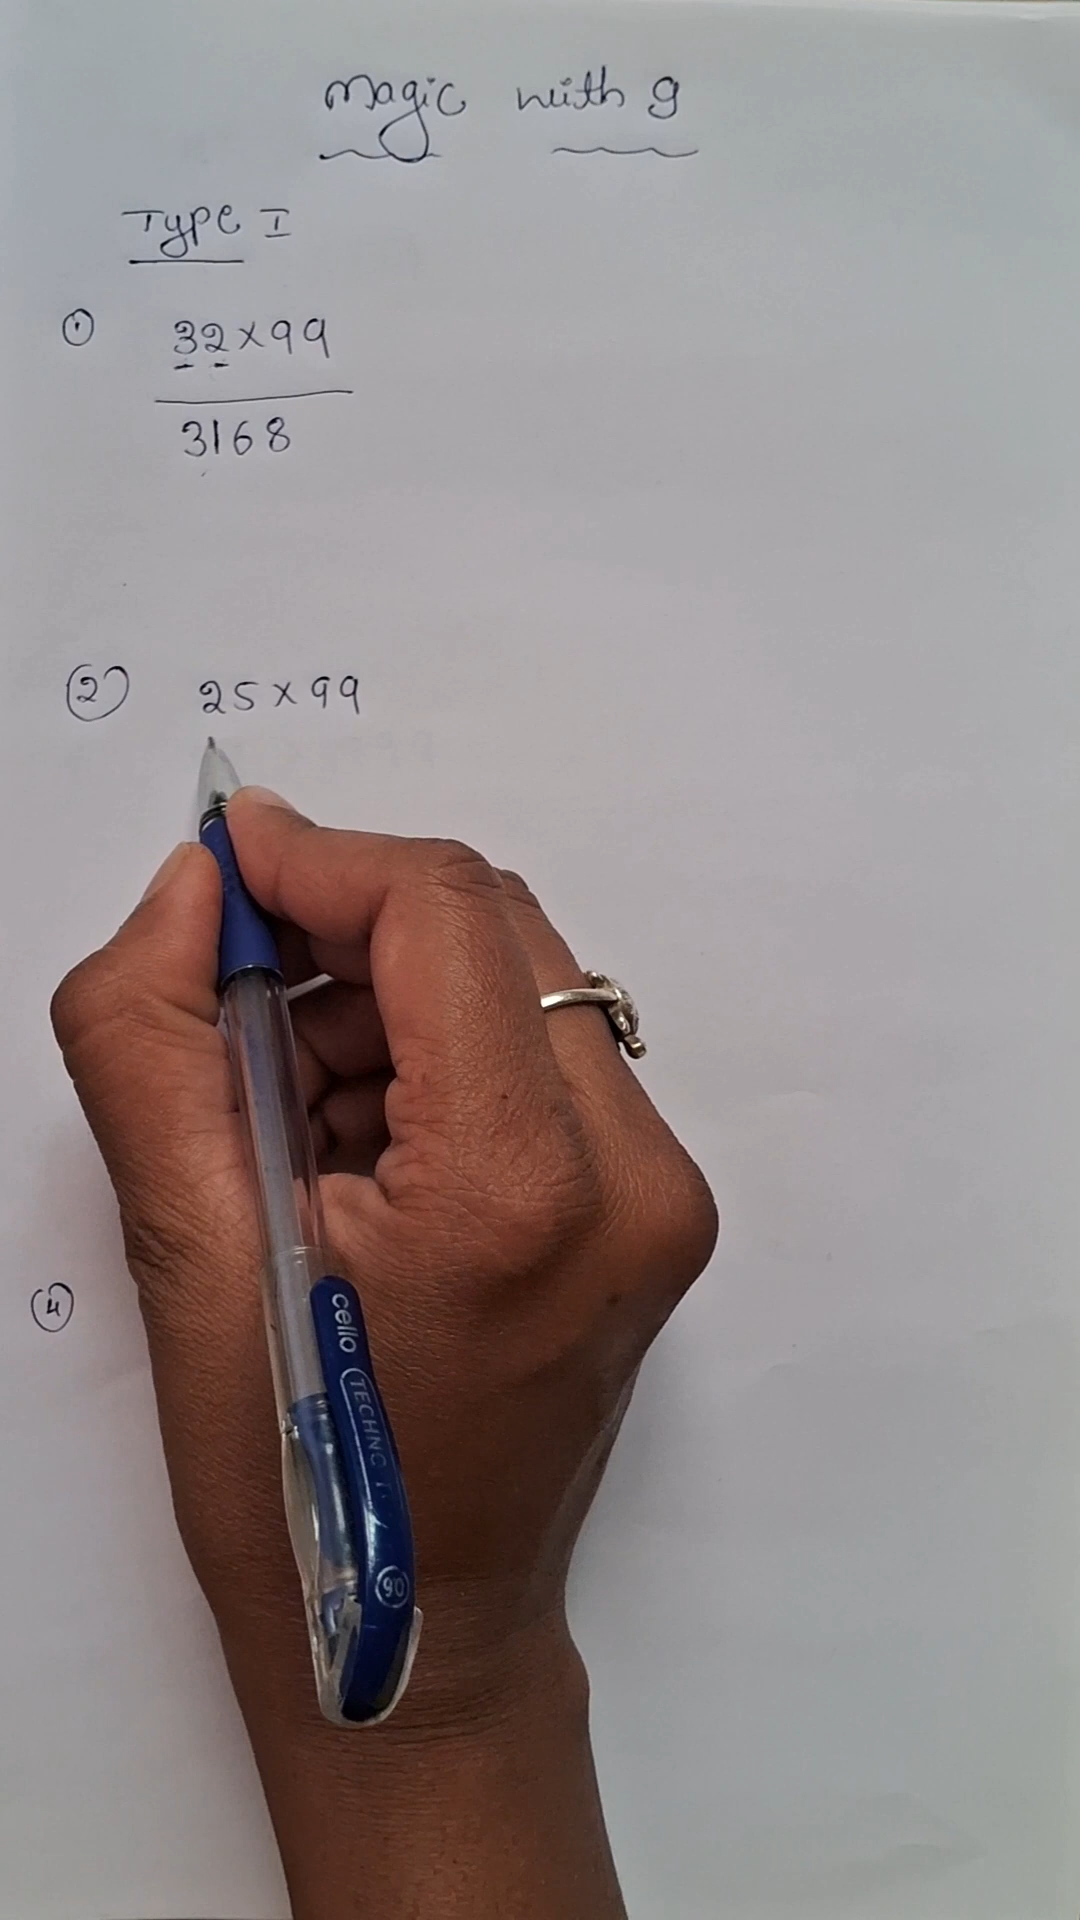 Magic with 9
Type I
① 32×99
3168
② 25×99
④
cello
TECHNO
90